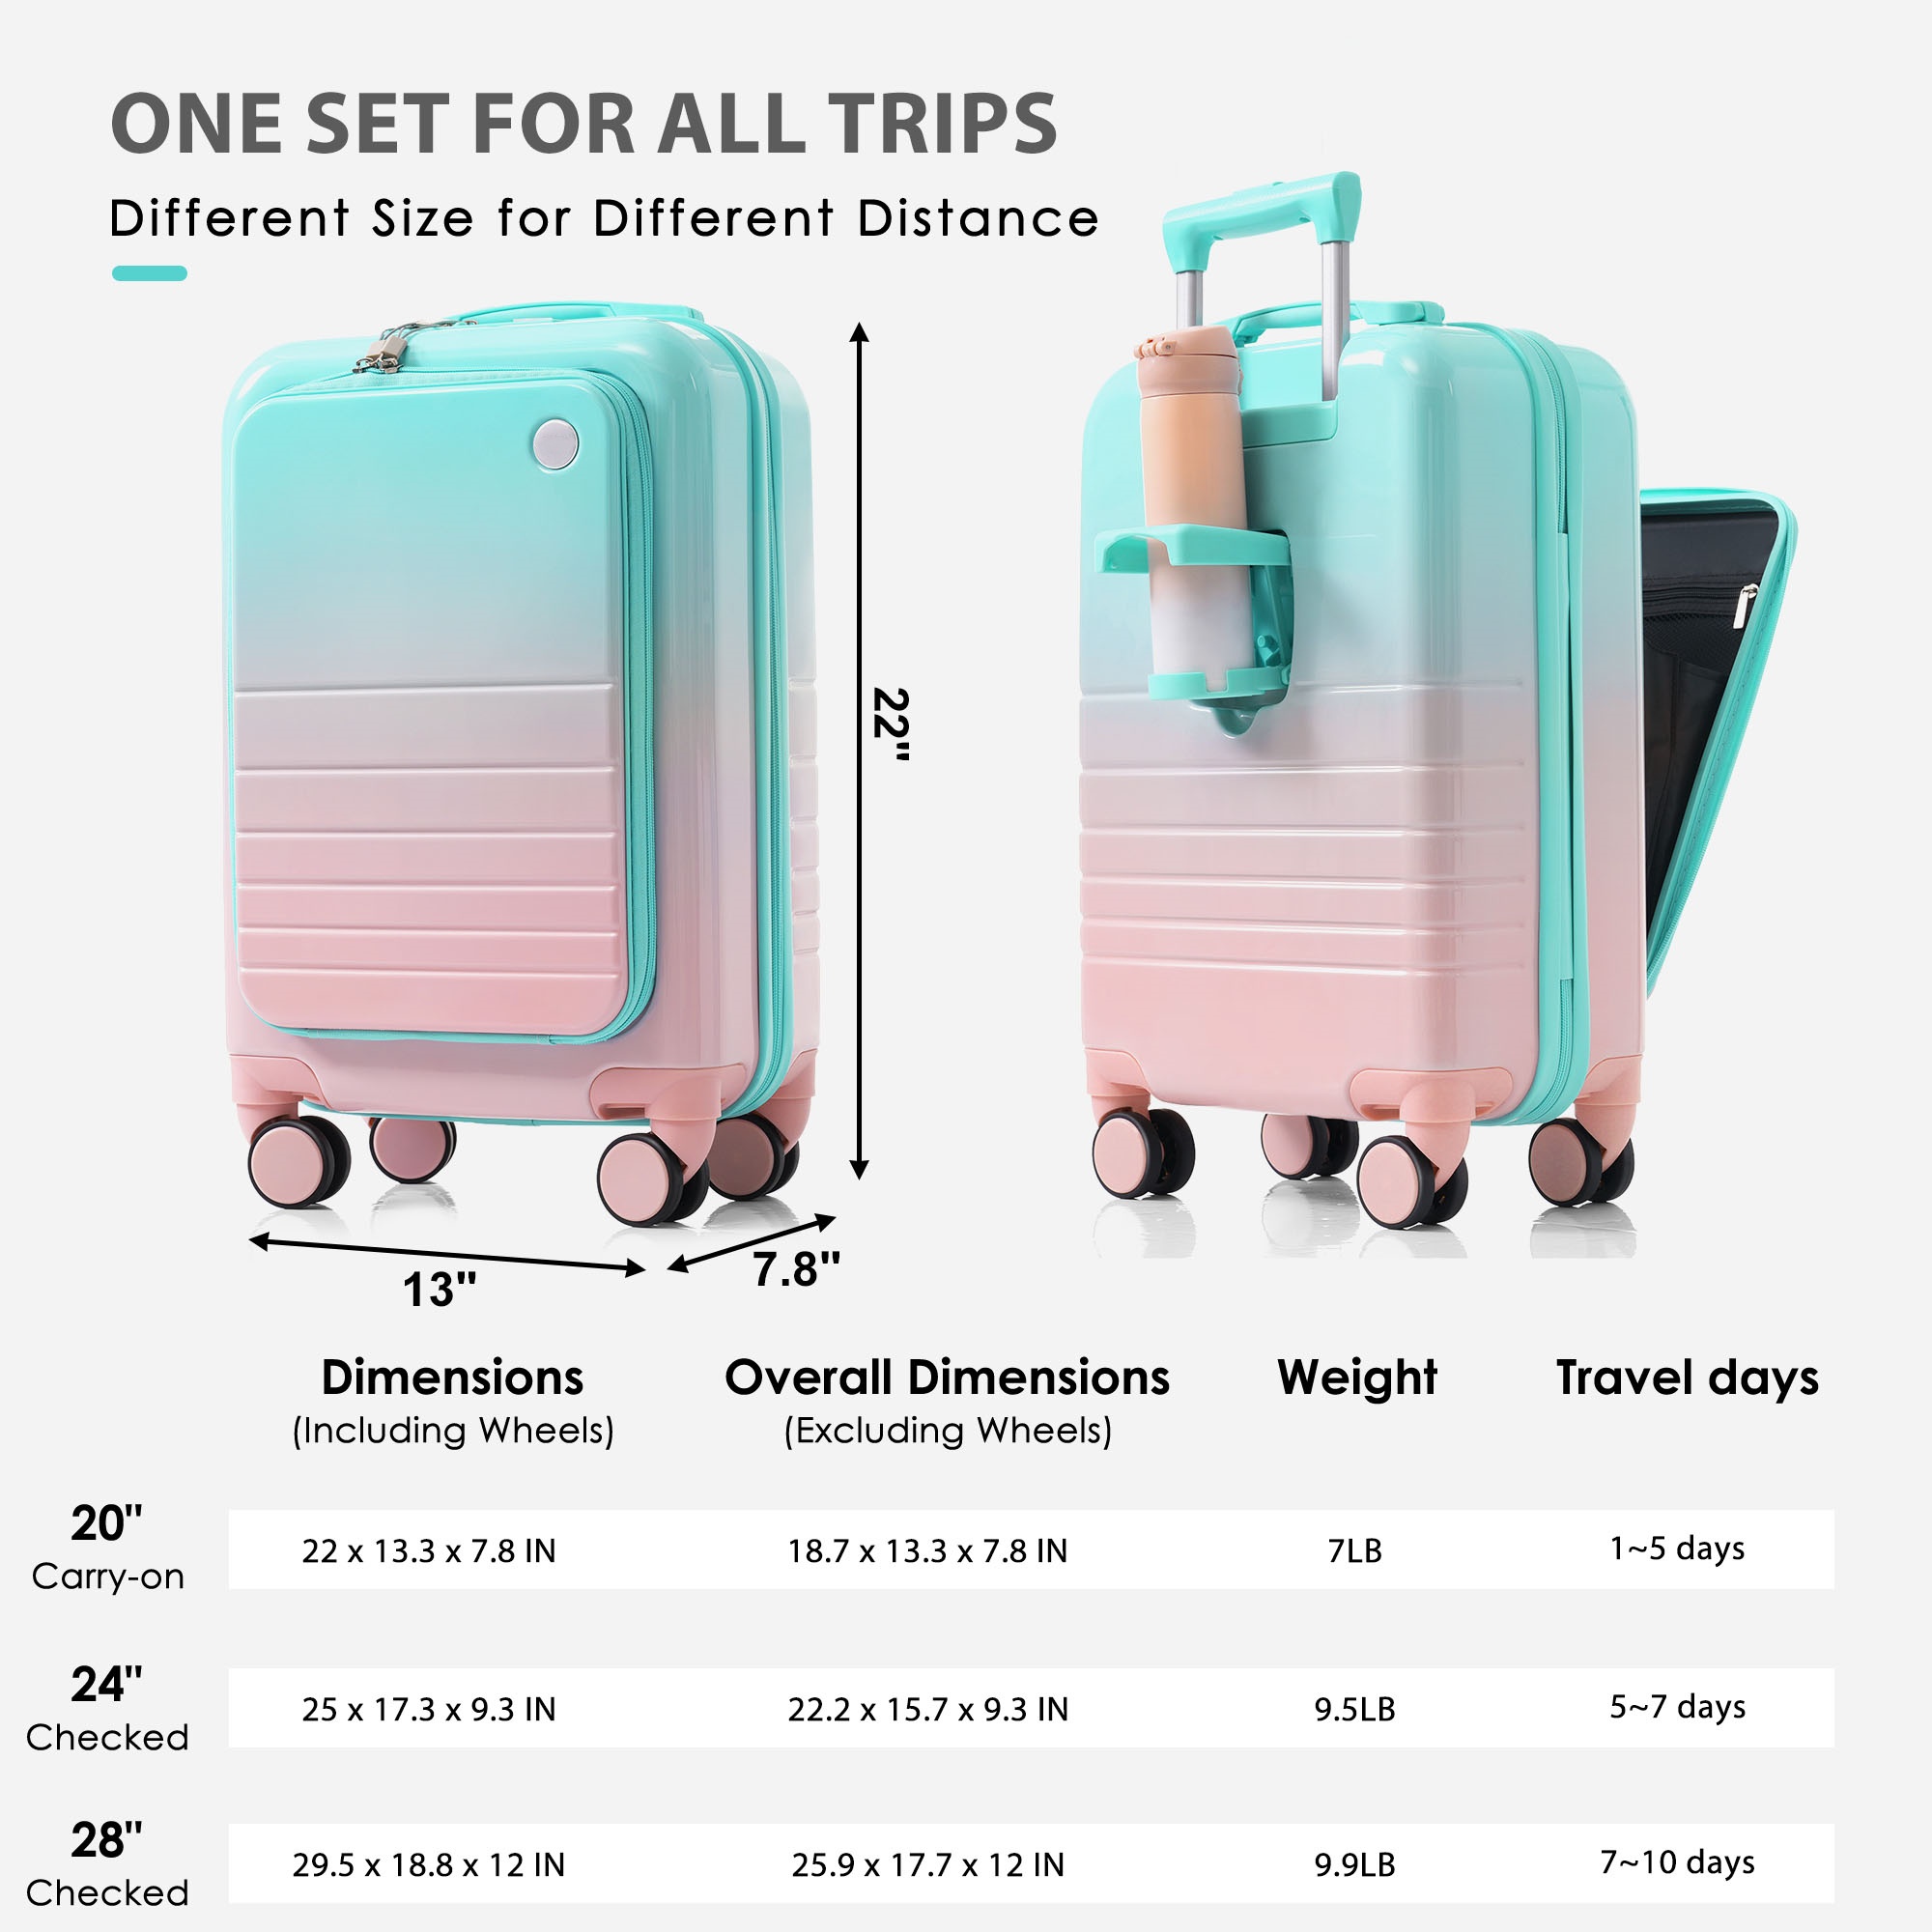 ONE SET FOR ALL TRIPS
Different Size for Different Distance
22"
13"
7.8"
Dimensions Overall Dimensions Weight Travel days
(Including Wheels) (Excluding Wheels)
20"
Carry-on
22 x 13.3 x 7.8 IN 18.7 x 13.3 x 7.8 IN 7LB 1~5 days
24"
Checked
25 x 17.3 x 9.3 IN 22.2 x 15.7 x 9.3 IN 9.5LB 5~7 days
28"
Checked
29.5 x 18.8 x 12 IN 25.9 x 17.7 x 12 IN 9.9LB 7~10 days